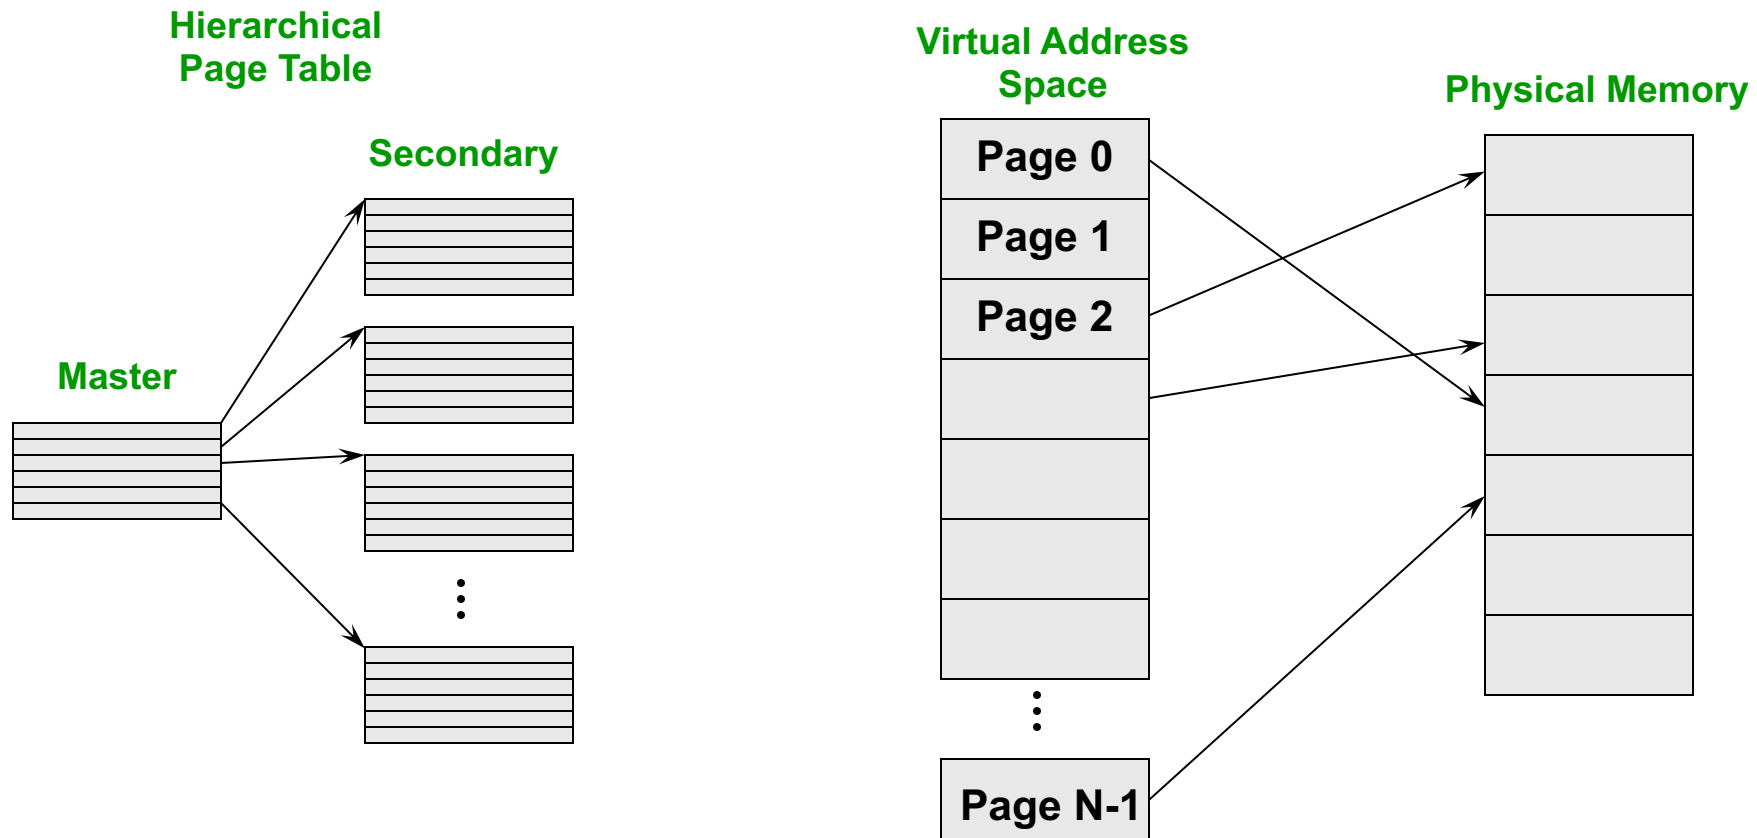 Hierarchical
Page Table
Secondary
Master
Virtual Address
Space
Page 0
Page 1
Page 2
Page N-1
Physical Memory